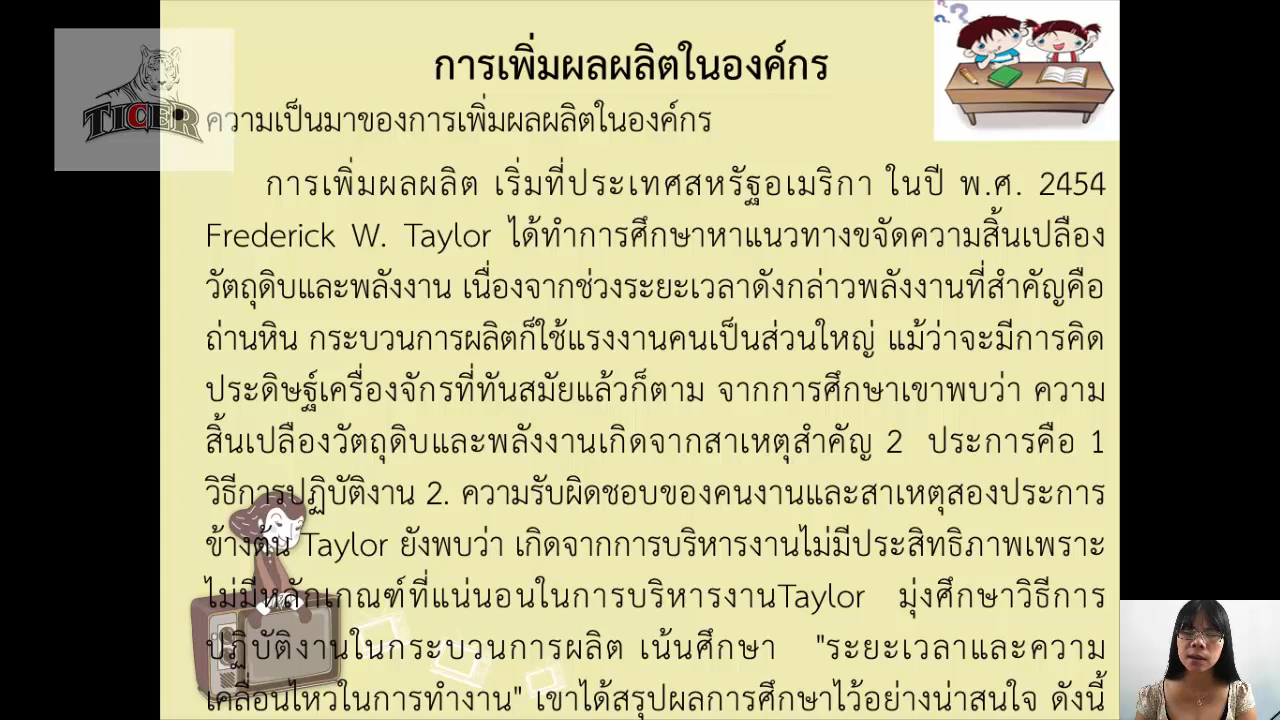 การเพิ่มผลผลิตในองค์กร
TICER
ความเป็นมาของการเพิ่มผลผลิตในองค์กร
การเพิ่มผลผลิต เริ่มที่ประเทศสหรัฐอเมริกา ในปี พ.ศ. 2454
Frederick W. Taylor ได้ทำการศึกษาหาแนวทางขจัดความสิ้นเปลือง
วัตถุดิบและพลังงาน เนื่องจากช่วงระยะเวลาดังกล่าวพลังงานที่สำคัญคือ
ถ่านหิน กระบวนการผลิตก็ใช้แรงงานคนเป็นส่วนใหญ่ แม้ว่าจะมีการคิด
ประดิษฐ์เครื่องจักรที่ทันสมัยแล้วก็ตาม จากการศึกษาเขาพบว่า ความ
สิ้นเปลืองวัตถุดิบและพลังงานเกิดจากสาเหตุสำคัญ 2 ประการคือ 1
วิธีการปฏิบัติงาน 2. ความรับผิดชอบของคนงานและสาเหตุสองประการ
ข้างต้น Taylor ยังพบว่า เกิดจากการบริหารงานไม่มีประสิทธิภาพเพราะ
ไม่มีหลักเกณฑ์ที่แน่นอนในการบริหารงานTaylor มุ่งศึกษาวิธีการ
ปฏิบัติงานในกระบวนการผลิต เน้นศึกษา "ระยะเวลาและความ
เคลื่อนไหวในการทำงาน" เขาได้สรุปผลการศึกษาไว้อย่างน่าสนใจ ดังนี้